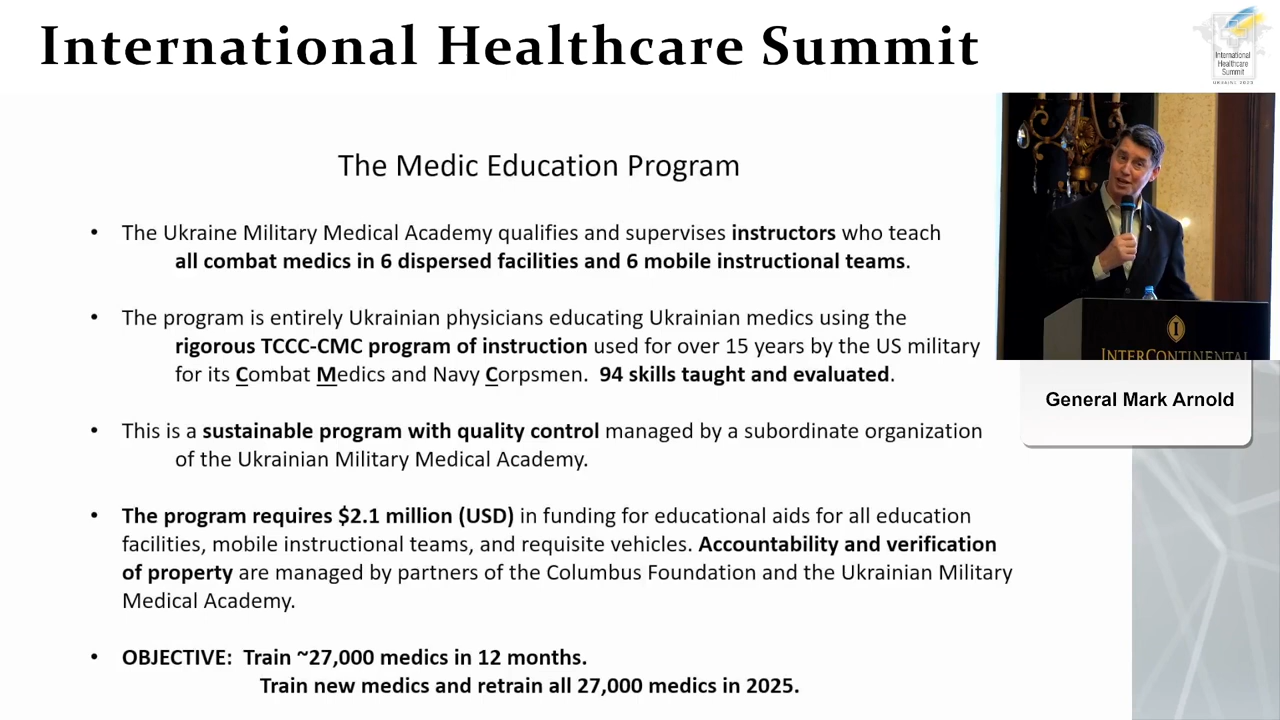 International Healthcare Summit
International
Healthcare
Summit
UKRAINE 2023
The Medic Education Program
• The Ukraine Military Medical Academy qualifies and supervises instructors who teach
all combat medics in 6 dispersed facilities and 6 mobile instructional teams.
• The program is entirely Ukrainian physicians educating Ukrainian medics using the
rigorous TCCC-CMC program of instruction used for over 15 years by the US military
for its Combat Medics and Navy Corpsmen. 94 skills taught and evaluated.
• This is a sustainable program with quality control managed by a subordinate organization
of the Ukrainian Military Medical Academy.
• The program requires $2.1 million (USD) in funding for educational aids for all education
facilities, mobile instructional teams, and requisite vehicles. Accountability and verification
of property are managed by partners of the Columbus Foundation and the Ukrainian Military
Medical Academy.
• OBJECTIVE: Train ~27,000 medics in 12 months.
Train new medics and retrain all 27,000 medics in 2025.
I
INTERCONTINENTAL
General Mark Arnold